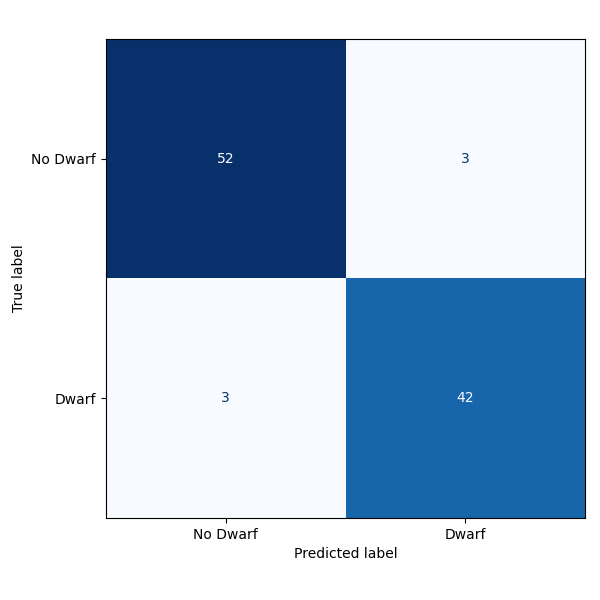 No Dwarf
52
3
True label
Dwarf
3
42
No Dwarf
Dwarf
Predicted label